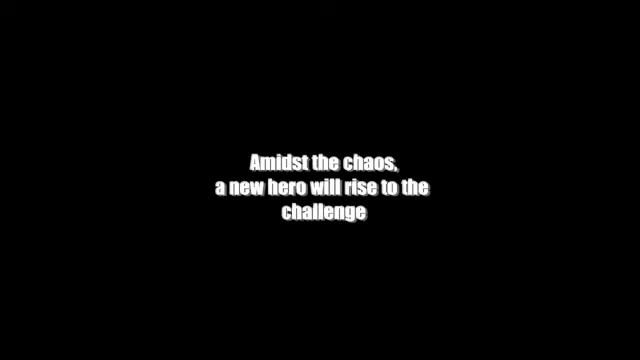 Amidst the chaos,
a new hero will rise to the
challenge